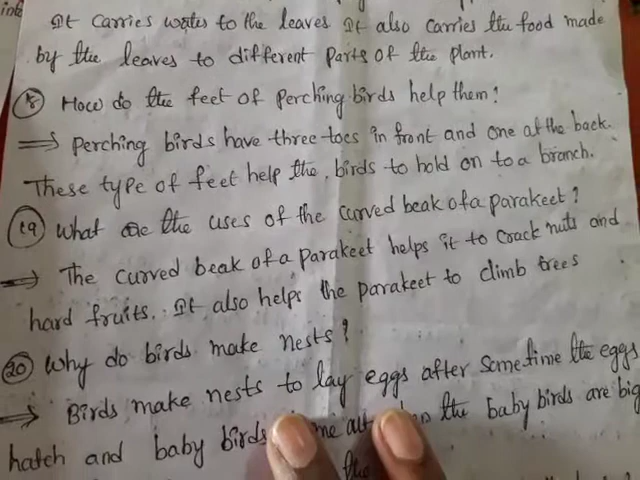 It carries water to the leaves It also carries the food made
by the leaves to different parts of the plant.
18 How do the feet of perching birds help them?
⇒ Perching birds have three toes in front and one at the back.
These type of feet help the birds to hold on to a branch.
19 What are the uses of the curved beak of a parakeet?
⇒ The curved beak of a parakeet helps it to crack nuts and
hard fruits. It also helps the parakeet to climb trees
20 Why do birds make nests?
⇒ Birds make nests to lay eggs after some time the eggs
hatch and baby birds the baby birds are big
the